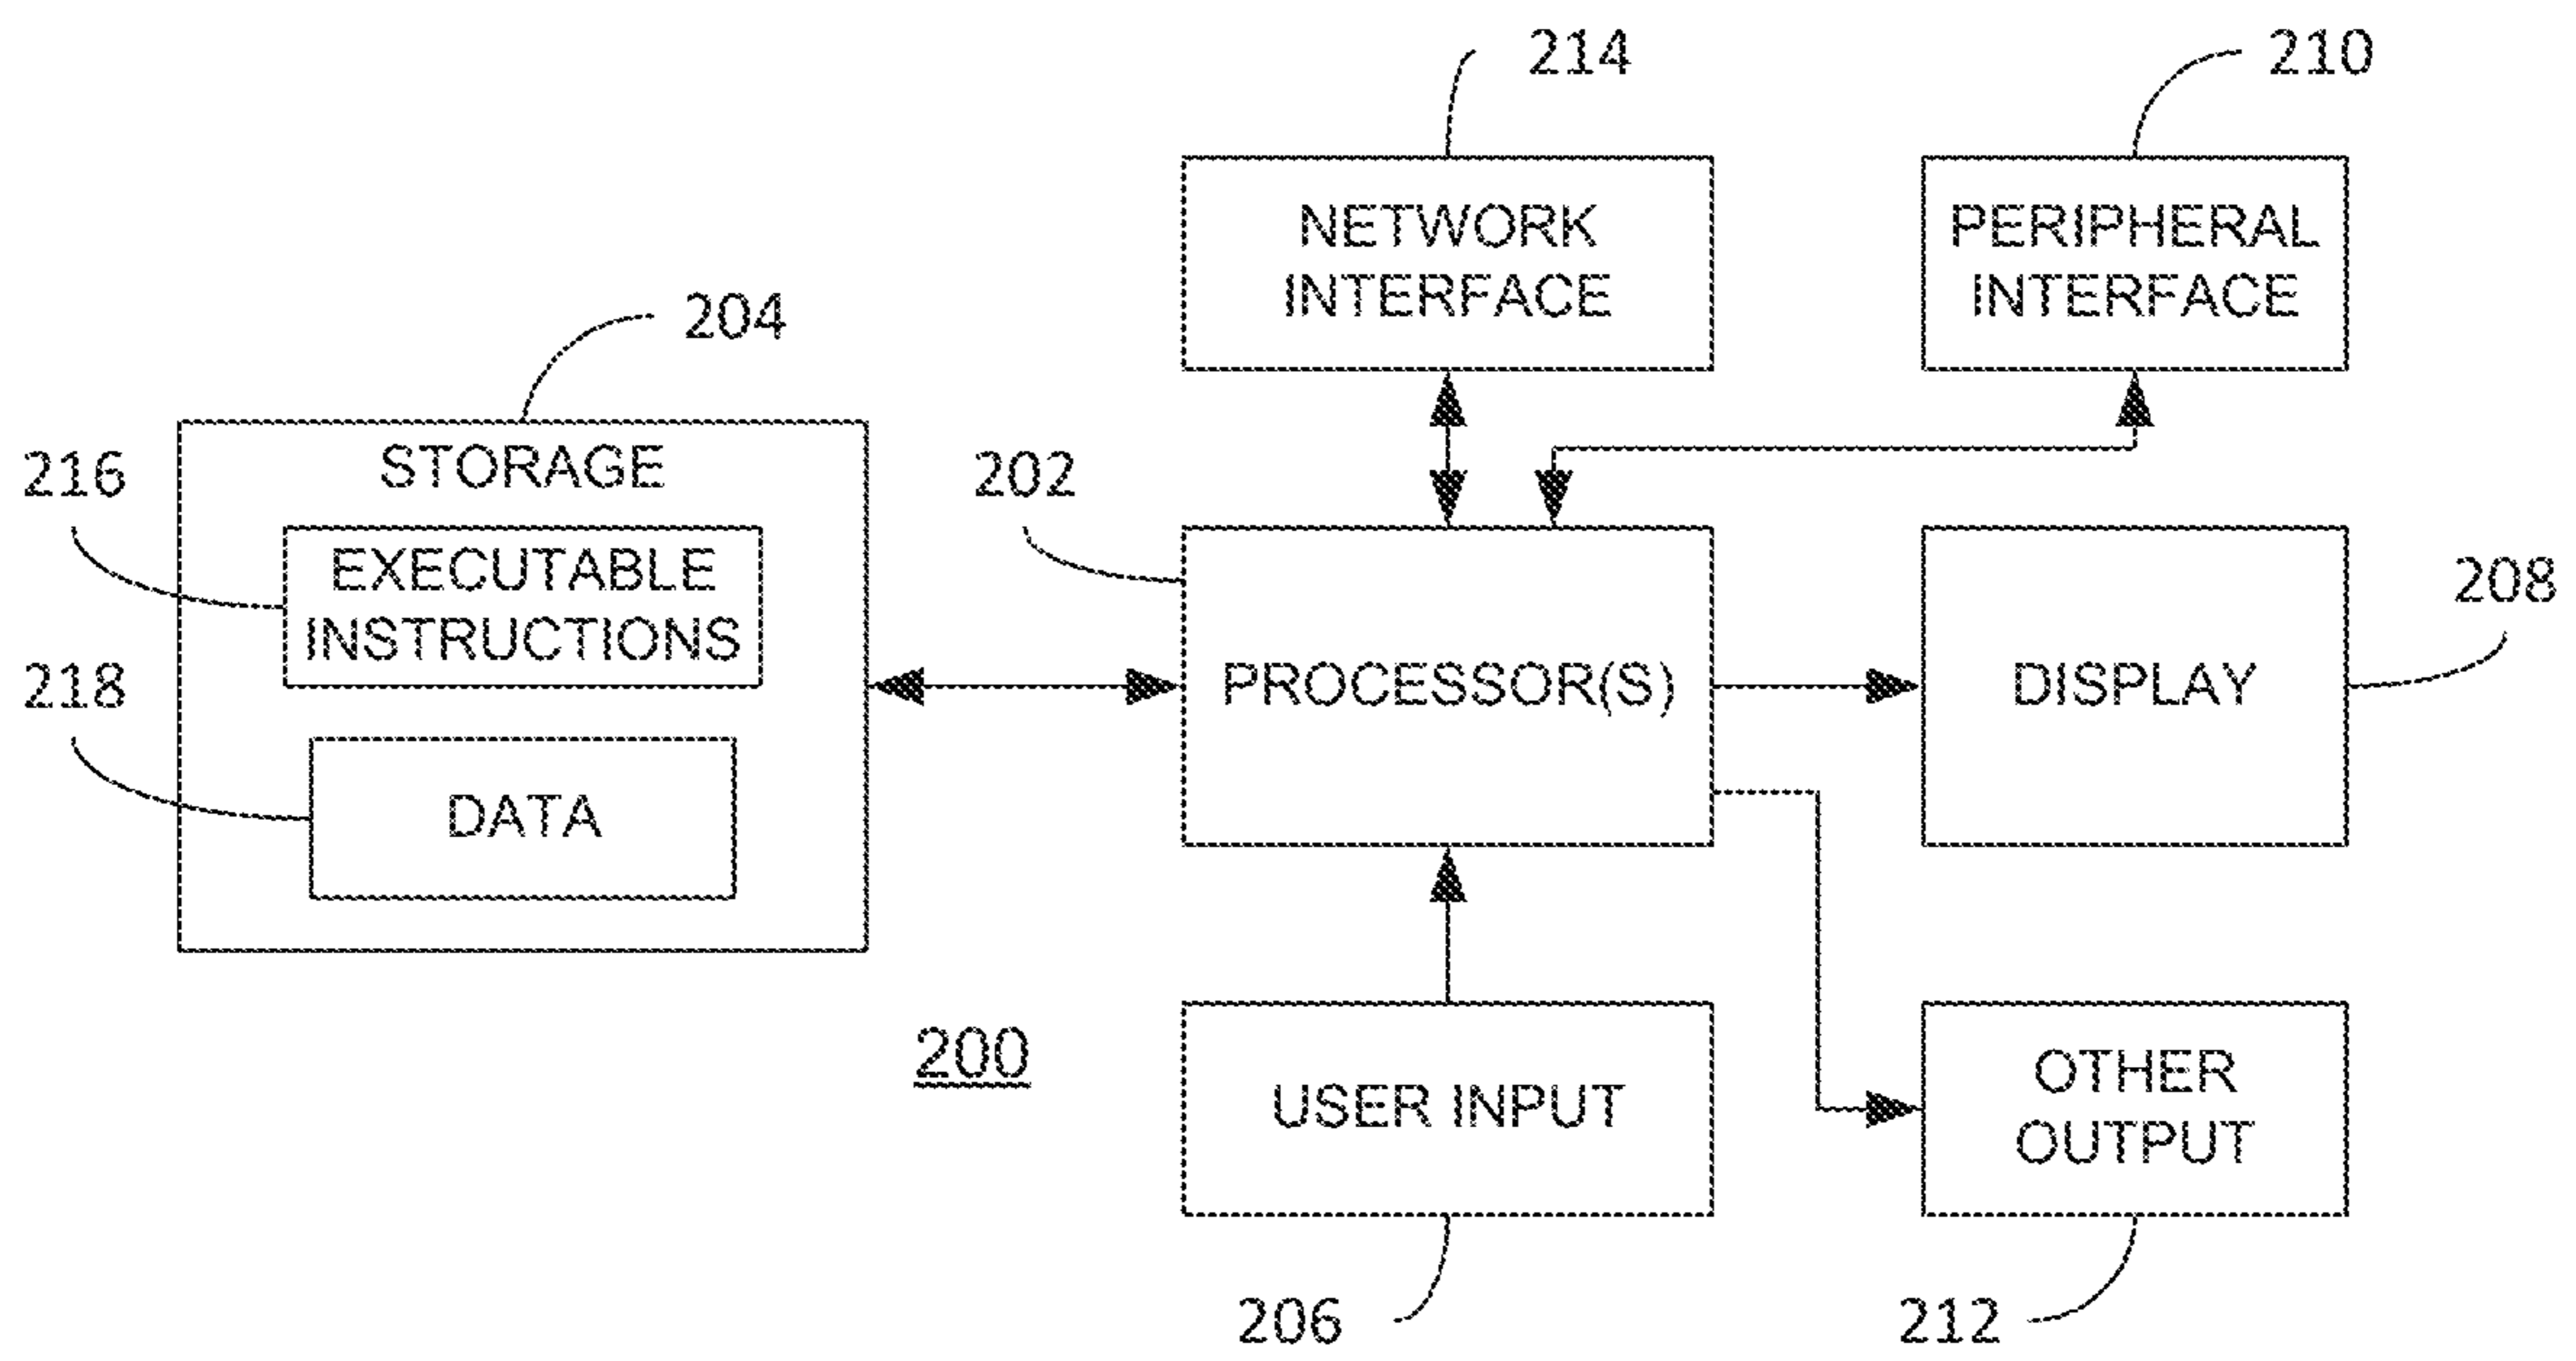 214
210
NETWORK
INTERFACE
PERIPHERAL
INTERFACE
204
STORAGE
216
EXECUTABLE
INSTRUCTIONS
218
DATA
202
PROCESSOR(S)
DISPLAY
208
200
USER INPUT
OTHER
OUTPUT
206
212